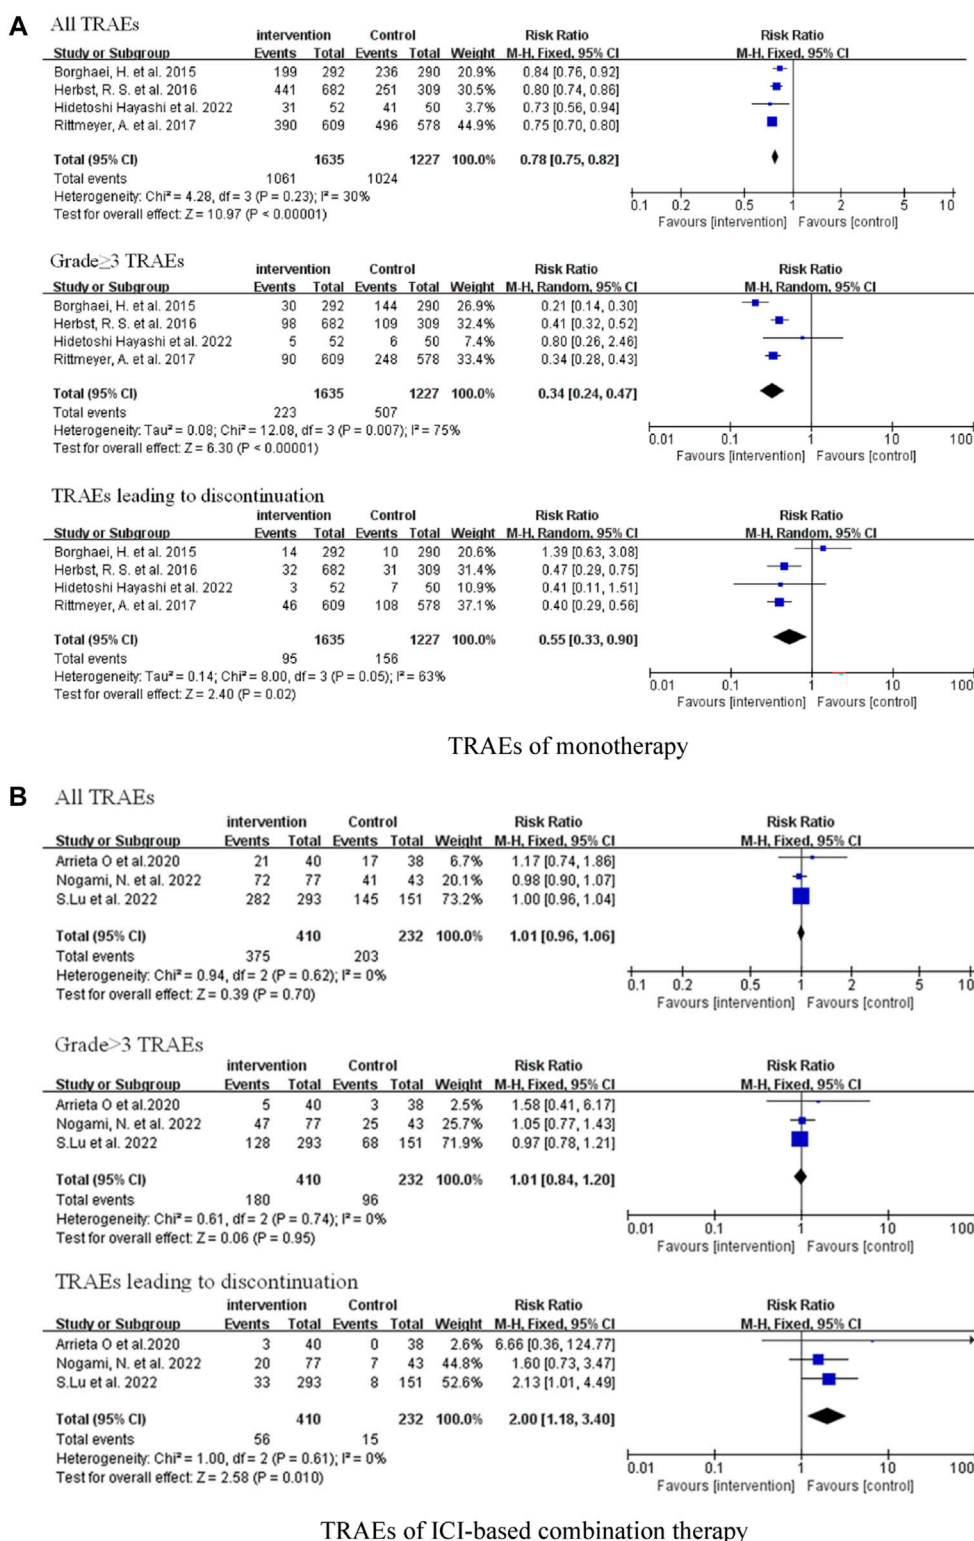 A
All TRAEs
intervention Control Risk Ratio Risk Ratio
Study or Subgroup Events Total Events Total Weight M-H, Fixed, 95% CI M-H, Fixed, 95% CI
Borghaei, H. et al. 2015 199 292 236 290 20.9% 0.84 [0.76, 0.92]
Herbst, R. S. et al. 2016 441 682 251 309 30.5% 0.80 [0.74, 0.86]
Hidetoshi Hayashi et al. 2022 31 52 41 50 3.7% 0.73 [0.56, 0.94]
Rittmeyer, A. et al. 2017 390 609 496 578 44.9% 0.75 [0.70, 0.80]
Total (95% CI) 1635 1227 100.0% 0.78 [0.75, 0.82]
Total events 1061 1024
Heterogeneity: Chi² = 4.28, df = 3 (P = 0.23); I² = 30%
Test for overall effect: Z = 10.97 (P < 0.00001)
0.1 0.2 0.5 1 2 5 10
Favours [intervention] Favours [control]
Grade≥3 TRAEs
intervention Control Risk Ratio Risk Ratio
Study or Subgroup Events Total Events Total Weight M-H, Random, 95% CI M-H, Random, 95% CI
Borghaei, H. et al. 2015 30 292 144 290 26.9% 0.21 [0.14, 0.30]
Herbst, R. S. et al. 2016 98 682 109 309 32.4% 0.41 [0.32, 0.52]
Hidetoshi Hayashi et al. 2022 5 52 6 50 7.4% 0.80 [0.26, 2.46]
Rittmeyer, A. et al. 2017 90 609 248 578 33.4% 0.34 [0.28, 0.43]
Total (95% CI) 1635 1227 100.0% 0.34 [0.24, 0.47]
Total events 223 507
Heterogeneity: Tau² = 0.08; Chi² = 12.08, df = 3 (P = 0.007); I² = 75%
Test for overall effect: Z = 6.30 (P < 0.00001)
0.01 0.1 1 10 100
Favours [intervention] Favours [control]
TRAEs leading to discontinuation
intervention Control Risk Ratio Risk Ratio
Study or Subgroup Events Total Events Total Weight M-H, Random, 95% CI M-H, Random, 95% CI
Borghaei, H. et al. 2015 14 292 10 290 20.6% 1.39 [0.63, 3.08]
Herbst, R. S. et al. 2016 32 682 31 309 31.4% 0.47 [0.29, 0.75]
Hidetoshi Hayashi et al. 2022 3 52 7 50 10.9% 0.41 [0.11, 1.51]
Rittmeyer, A. et al. 2017 46 609 108 578 37.1% 0.40 [0.29, 0.56]
Total (95% CI) 1635 1227 100.0% 0.55 [0.33, 0.90]
Total events 95 156
Heterogeneity: Tau² = 0.14; Chi² = 8.00, df = 3 (P = 0.05); I² = 63%
Test for overall effect: Z = 2.40 (P = 0.02)
0.01 0.1 1 10 100
Favours [intervention] Favours [control]
TRAEs of monotherapy
B
All TRAEs
intervention Control Risk Ratio Risk Ratio
Study or Subgroup Events Total Events Total Weight M-H, Fixed, 95% CI M-H, Fixed, 95% CI
Arrieta O et al.2020 21 40 17 38 6.7% 1.17 [0.74, 1.86]
Nogami, N. et al. 2022 72 77 41 43 20.1% 0.98 [0.90, 1.07]
S.Lu et al. 2022 282 293 145 151 73.2% 1.00 [0.96, 1.04]
Total (95% CI) 410 232 100.0% 1.01 [0.96, 1.06]
Total events 375 203
Heterogeneity: Chi² = 0.94, df = 2 (P = 0.62); I² = 0%
Test for overall effect: Z = 0.39 (P = 0.70)
0.1 0.2 0.5 1 2 5 10
Favours [intervention] Favours [control]
Grade>3 TRAEs
intervention Control Risk Ratio Risk Ratio
Study or Subgroup Events Total Events Total Weight M-H, Fixed, 95% CI M-H, Fixed, 95% CI
Arrieta O et al.2020 5 40 3 38 2.5% 1.58 [0.41, 6.17]
Nogami, N. et al. 2022 47 77 25 43 25.7% 1.05 [0.77, 1.43]
S.Lu et al. 2022 128 293 68 151 71.9% 0.97 [0.78, 1.21]
Total (95% CI) 410 232 100.0% 1.01 [0.84, 1.20]
Total events 180 96
Heterogeneity: Chi² = 0.61, df = 2 (P = 0.74); I² = 0%
Test for overall effect: Z = 0.06 (P = 0.95)
0.01 0.1 1 10 100
Favours [intervention] Favours [control]
TRAEs leading to discontinuation
intervention Control Risk Ratio Risk Ratio
Study or Subgroup Events Total Events Total Weight M-H, Fixed, 95% CI M-H, Fixed, 95% CI
Arrieta O et al.2020 3 40 0 38 2.6% 6.66 [0.36, 124.77]
Nogami, N. et al. 2022 20 77 7 43 44.8% 1.60 [0.73, 3.47]
S.Lu et al. 2022 33 293 8 151 52.6% 2.13 [1.01, 4.49]
Total (95% CI) 410 232 100.0% 2.00 [1.18, 3.40]
Total events 56 15
Heterogeneity: Chi² = 1.00, df = 2 (P = 0.61); I² = 0%
Test for overall effect: Z = 2.58 (P = 0.010)
0.01 0.1 1 10 100
Favours [intervention] Favours [control]
TRAEs of ICI-based combination therapy